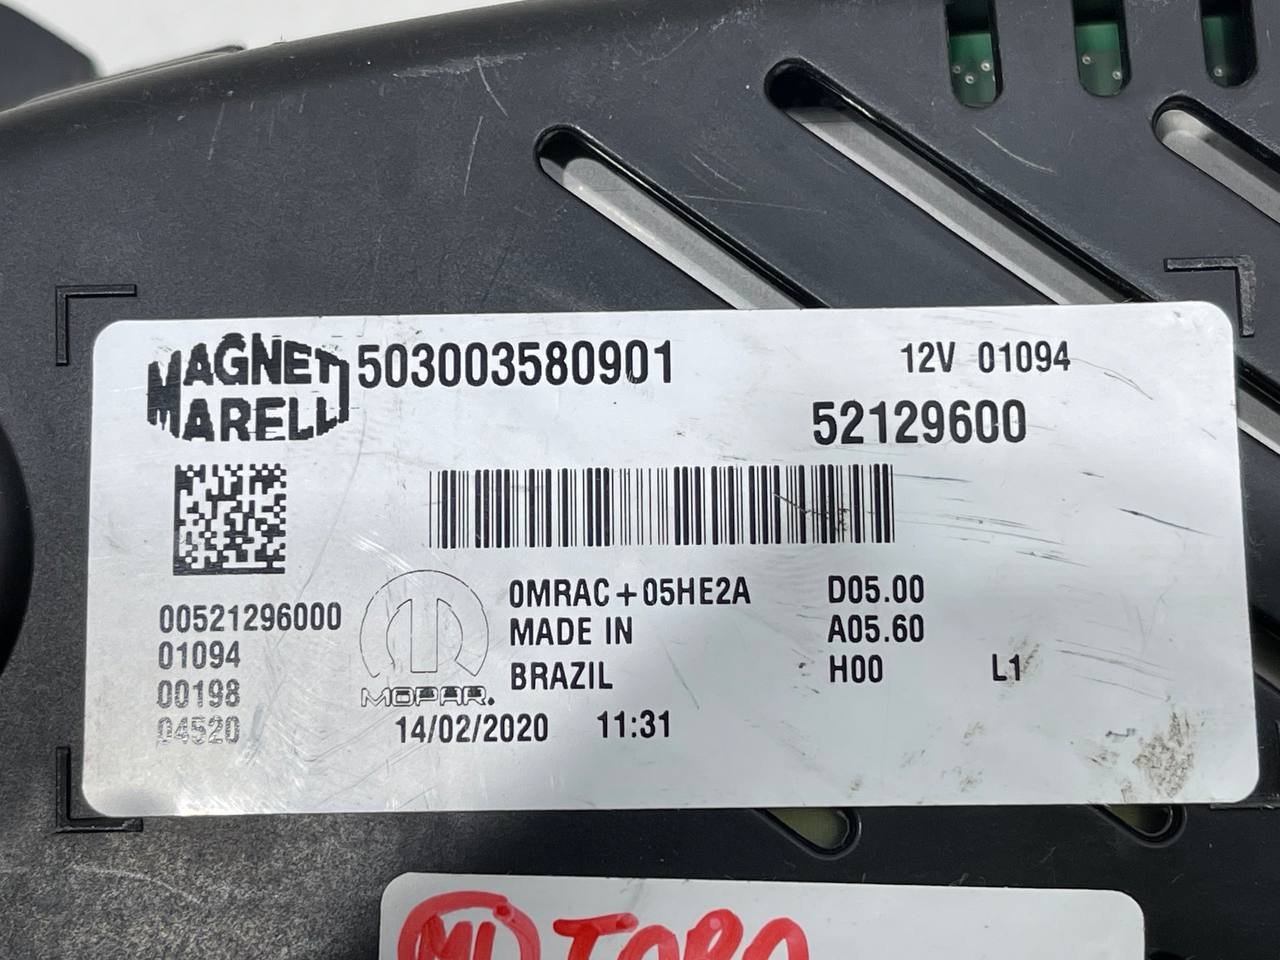 MAGNETI MARELLI 503003580901 12V 01094
52129600
00521296000
01094
00198
04520
MOPAR.
0MRAC+05HE2A D05.00
MADE IN A05.60
BRAZIL H00 L1
14/02/2020 11:31
TORO